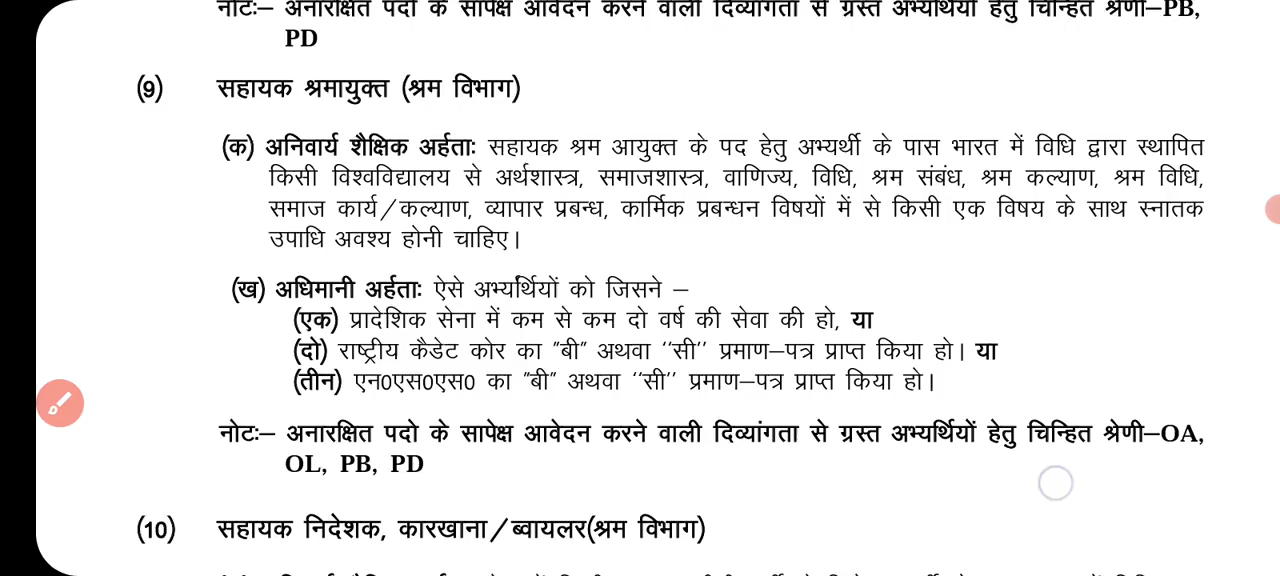 नोटः– अनारक्षित पदो के सापेक्ष आवेदन करने वाली दिव्यांगता से ग्रस्त अभ्यर्थियों हेतु चिन्हित श्रेणी–PB,
PD
(9) सहायक श्रमायुक्त (श्रम विभाग)
(क) अनिवार्य शैक्षिक अर्हताः सहायक श्रम आयुक्त के पद हेतु अभ्यर्थी के पास भारत में विधि द्वारा स्थापित
किसी विश्वविद्यालय से अर्थशास्त्र, समाजशास्त्र, वाणिज्य, विधि, श्रम संबंध, श्रम कल्याण, श्रम विधि,
समाज कार्य/कल्याण, व्यापार प्रबन्ध, कार्मिक प्रबन्धन विषयों में से किसी एक विषय के साथ स्नातक
उपाधि अवश्य होनी चाहिए।
(ख) अधिमानी अर्हताः ऐसे अभ्यर्थियों को जिसने –
(एक) प्रादेशिक सेना में कम से कम दो वर्ष की सेवा की हो, या
(दो) राष्ट्रीय कैडेट कोर का "बी" अथवा ‘‘सी’’ प्रमाण–पत्र प्राप्त किया हो। या
(तीन) एन0एस0एस0 का "बी" अथवा ‘‘सी’’ प्रमाण–पत्र प्राप्त किया हो।
नोटः– अनारक्षित पदो के सापेक्ष आवेदन करने वाली दिव्यांगता से ग्रस्त अभ्यर्थियों हेतु चिन्हित श्रेणी–OA,
OL, PB, PD
(10) सहायक निदेशक, कारखाना/ब्वायलर(श्रम विभाग)